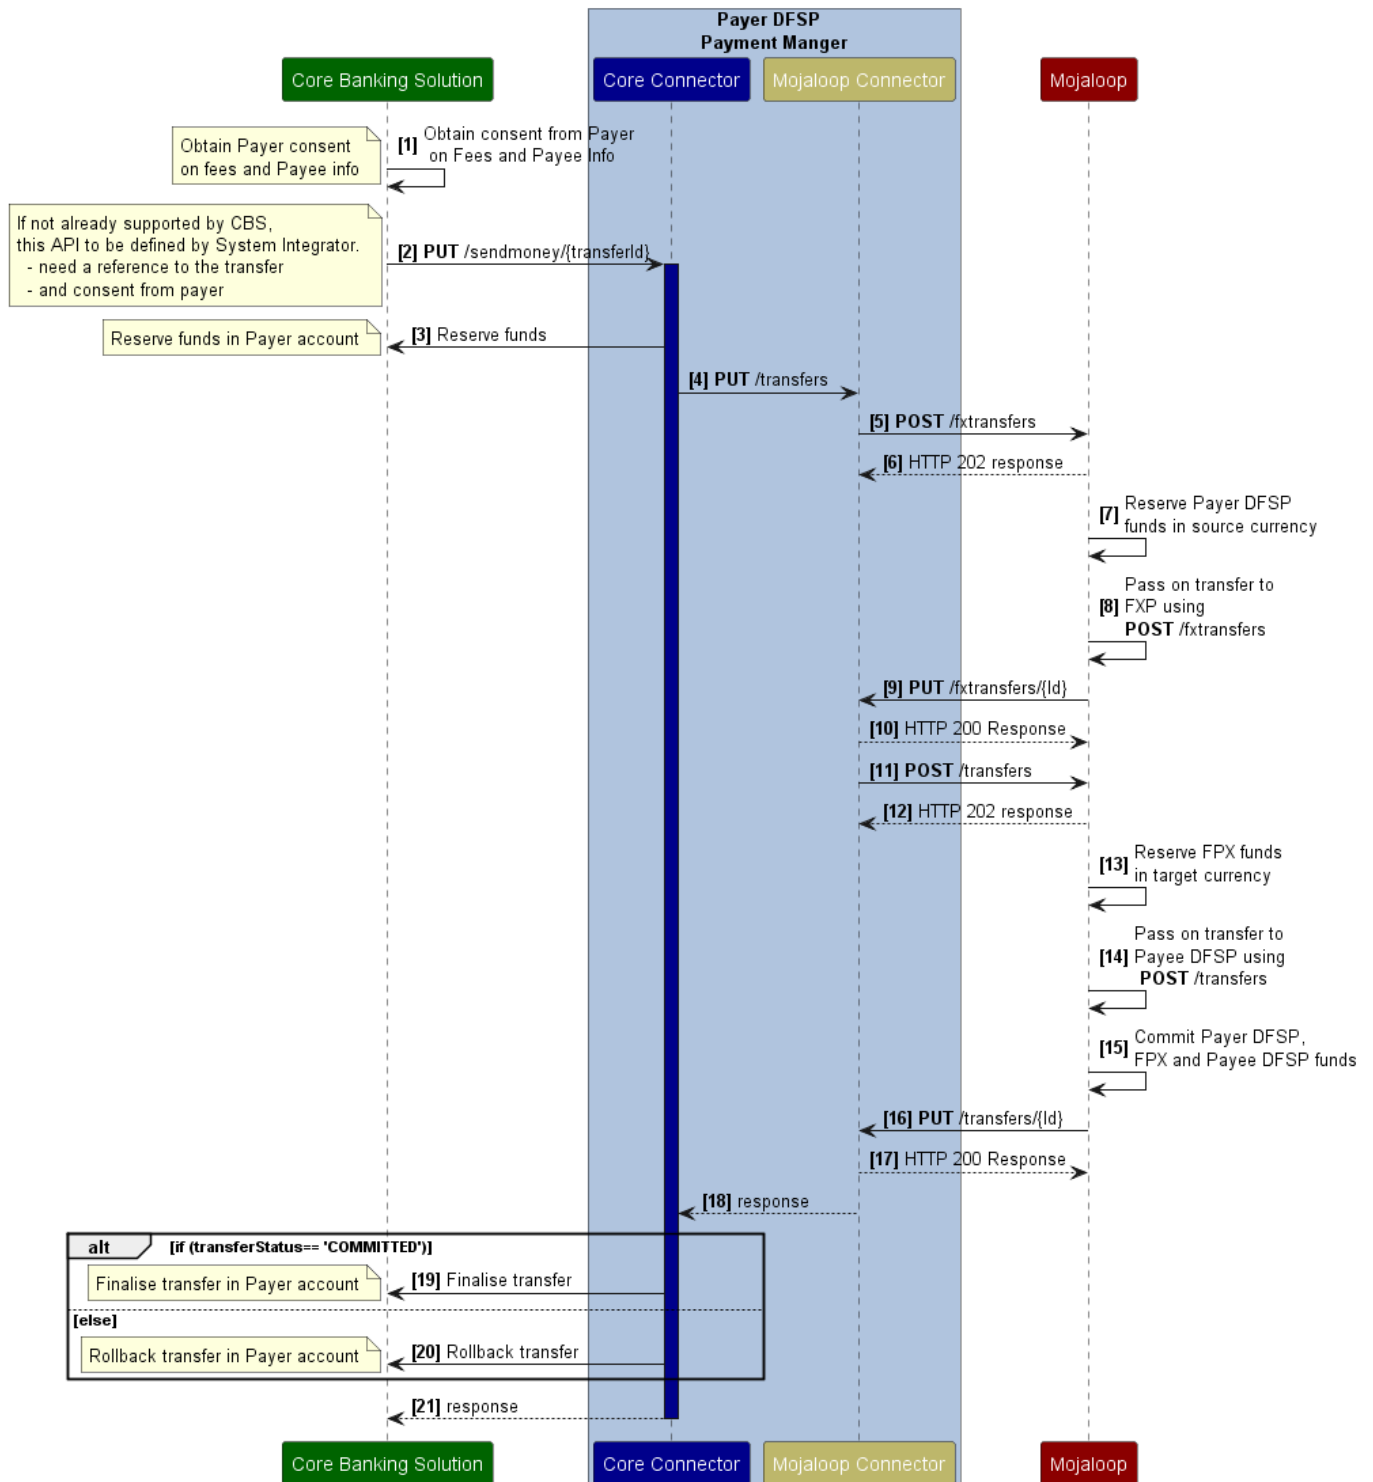 Payer DFSP
Payment Manger
Core Banking Solution
Core Connector
Mojaloop Connector
Mojaloop
Obtain Payer consent
on fees and Payee info
[1] Obtain consent from Payer
on Fees and Payee Info
If not already supported by CBS,
this API to be defined by System Integrator.
- need a reference to the transfer
- and consent from payer
[2] PUT /sendmoney/{transferId}
Reserve funds in Payer account
[3] Reserve funds
[4] PUT /transfers
[5] POST /fxtransfers
[6] HTTP 202 response
[7] Reserve Payer DFSP
funds in source currency
Pass on transfer to
[8] FXP using
POST /fxtransfers
[9] PUT /fxtransfers/{Id}
[10] HTTP 200 Response
[11] POST /transfers
[12] HTTP 202 response
[13] Reserve FPX funds
in target currency
Pass on transfer to
[14] Payee DFSP using
POST /transfers
[15] Commit Payer DFSP,
FPX and Payee DFSP funds
[16] PUT /transfers/{Id}
[17] HTTP 200 Response
[18] response
alt [if (transferStatus== 'COMMITTED')]
Finalise transfer in Payer account
[19] Finalise transfer
[else]
Rollback transfer in Payer account
[20] Rollback transfer
[21] response
Core Banking Solution
Core Connector
Mojaloop Connector
Mojaloop